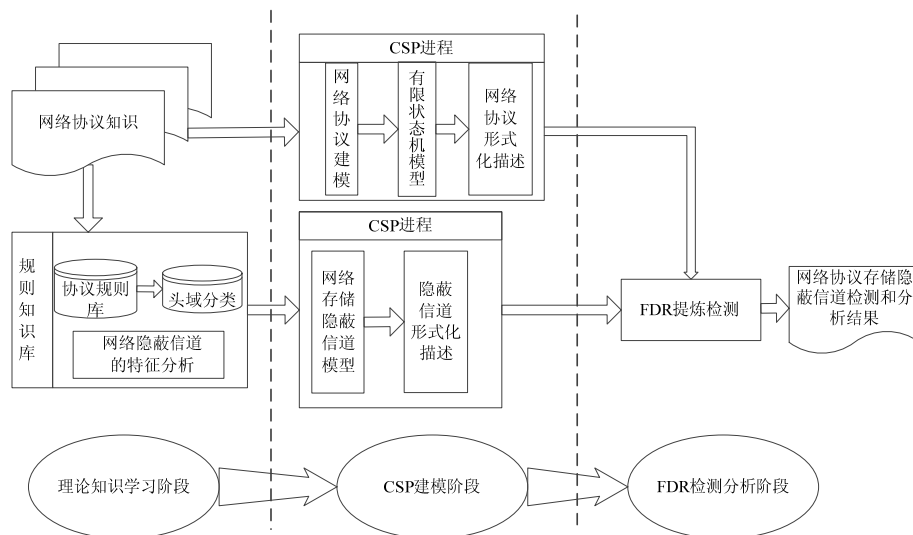 网络协议知识
规
则
知
识
库
协议规则
库
头域分类
网络隐蔽信道
的特征分析
CSP进程
网
络
协
议
建
模
有
限
状
态
机
模
型
网络
协议
形式
化描述
CSP进程
网络
存储
隐蔽
信道
模型
隐蔽
信道
形式化
描述
FDR提炼检测
网络协议存储隐
蔽信道检测和分
析结果
理论知识学习阶段
CSP建模阶段
FDR检测分析阶段